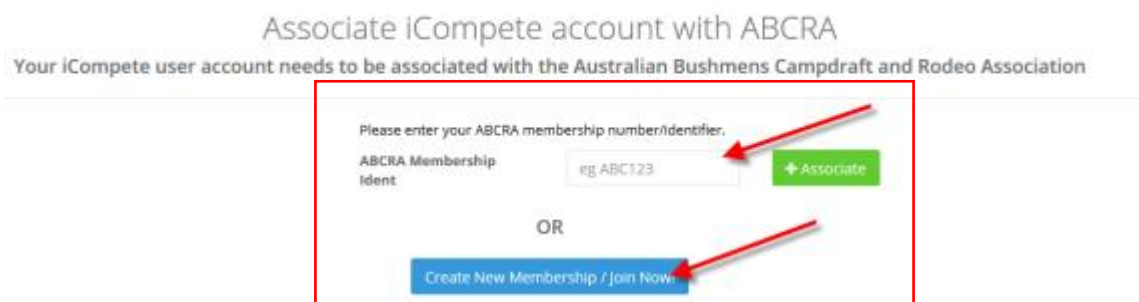 Associate iCompete account with ABCRA
Your iCompete user account needs to be associated with the Australian Bushmens Campdraft and Rodeo Association
Please enter your ABCRA membership number/identifier.
ABCRA Membership Ident
eg ABC123
+ Associate
OR
Create New Membership / Join Now!